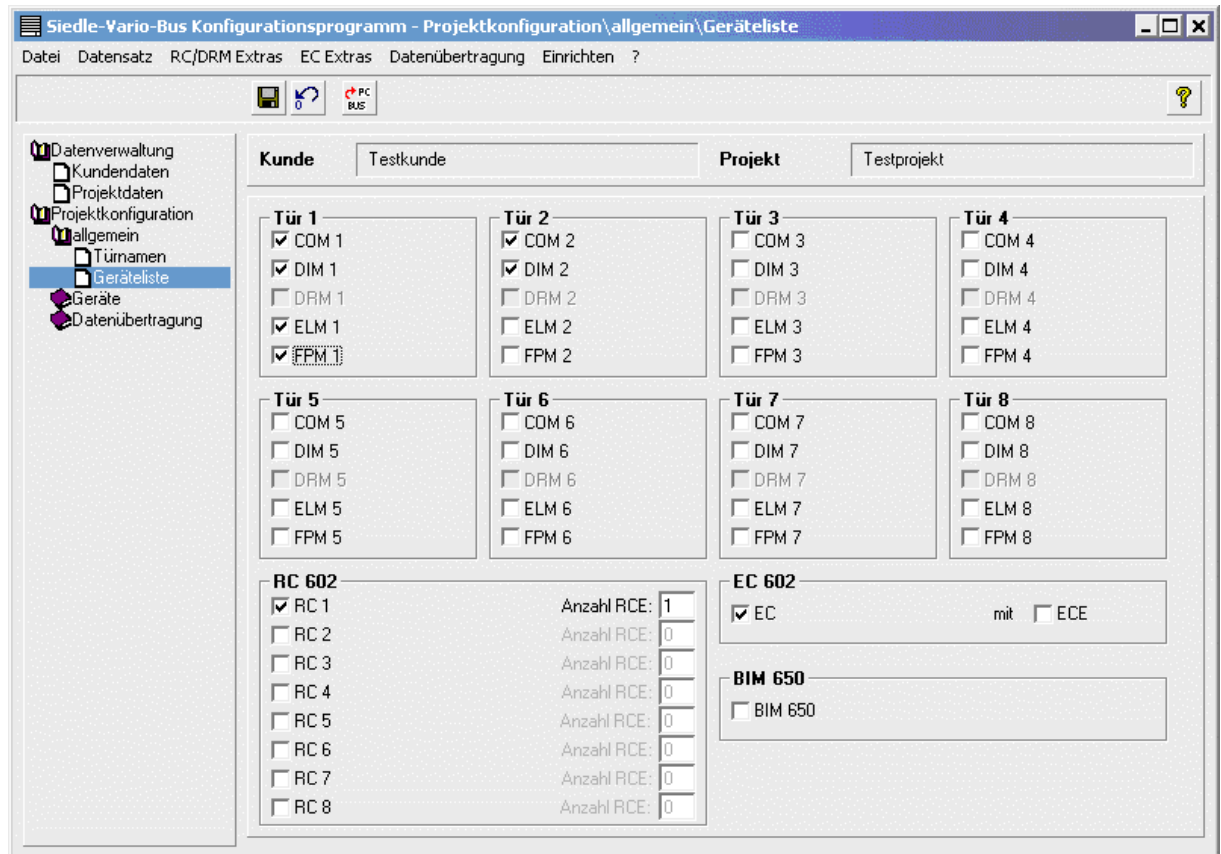 Siedle-Vario-Bus Konfigurationsprogramm - Projektkonfiguration\allgemein\Geräteliste
Datei Datensatz RC/DRM Extras EC Extras Datenübertragung Einrichten ?
0 PC BUS ?
Datenverwaltung
Kundendaten
Projektdaten
Projektkonfiguration
allgemein
Türnamen
Geräteliste
Geräte
Datenübertragung
Kunde Testkunde Projekt Testprojekt
Tür 1
COM 1
DIM 1
DRM 1
ELM 1
FPM 1
Tür 2
COM 2
DIM 2
DRM 2
ELM 2
FPM 2
Tür 3
COM 3
DIM 3
DRM 3
ELM 3
FPM 3
Tür 4
COM 4
DIM 4
DRM 4
ELM 4
FPM 4
Tür 5
COM 5
DIM 5
DRM 5
ELM 5
FPM 5
Tür 6
COM 6
DIM 6
DRM 6
ELM 6
FPM 6
Tür 7
COM 7
DIM 7
DRM 7
ELM 7
FPM 7
Tür 8
COM 8
DIM 8
DRM 8
ELM 8
FPM 8
RC 602
RC 1 Anzahl RCE: 1
RC 2 Anzahl RCE: 0
RC 3 Anzahl RCE: 0
RC 4 Anzahl RCE: 0
RC 5 Anzahl RCE: 0
RC 6 Anzahl RCE: 0
RC 7 Anzahl RCE: 0
RC 8 Anzahl RCE: 0
EC 602
EC mit ECE
BIM 650
BIM 650